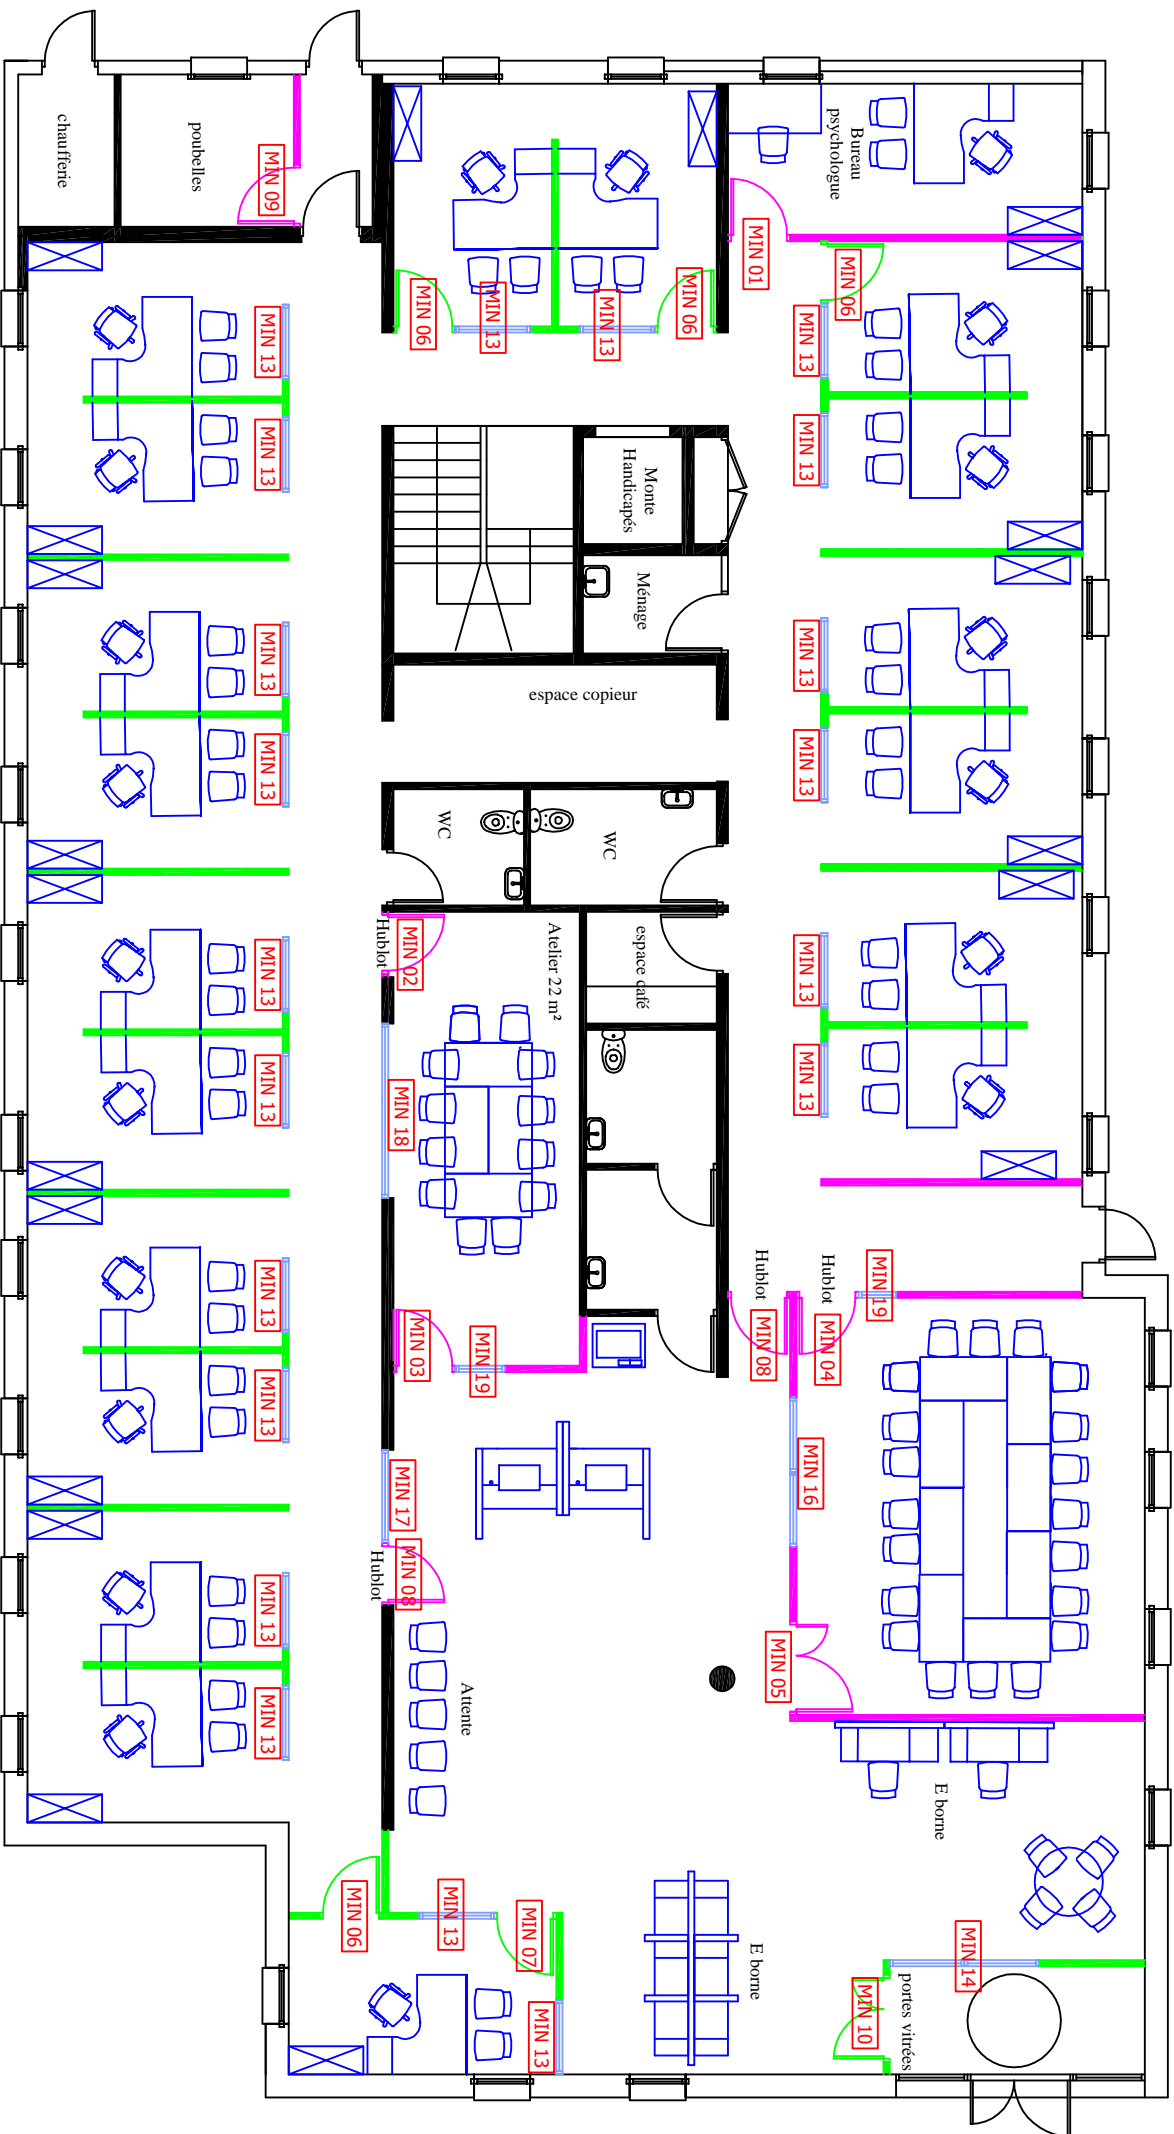 chaufferie
poubelles
MIN 09
MIN 06
MIN 13
MIN 13
MIN 06
MIN 01
Bureau
psychologue
MIN 06
MIN 13
MIN 13
MIN 13
MIN 13
Monte
Handicapés
Ménage
espace copieur
MIN 13
MIN 13
MIN 13
MIN 13
WC
WC
Hublot
MIN 02
Atelier 22 m²
espace café
MIN 13
MIN 13
MIN 13
MIN 13
MIN 18
Hublot
Hublot
MIN 19
MIN 03
MIN 19
MIN 08
MIN 04
MIN 13
MIN 13
MIN 17
MIN 16
Hublot
MIN 08
MIN 13
MIN 13
Attente
MIN 05
E borne
MIN 06
MIN 13
MIN 07
MIN 13
E borne
MIN 14
MIN 10
portes vitrées